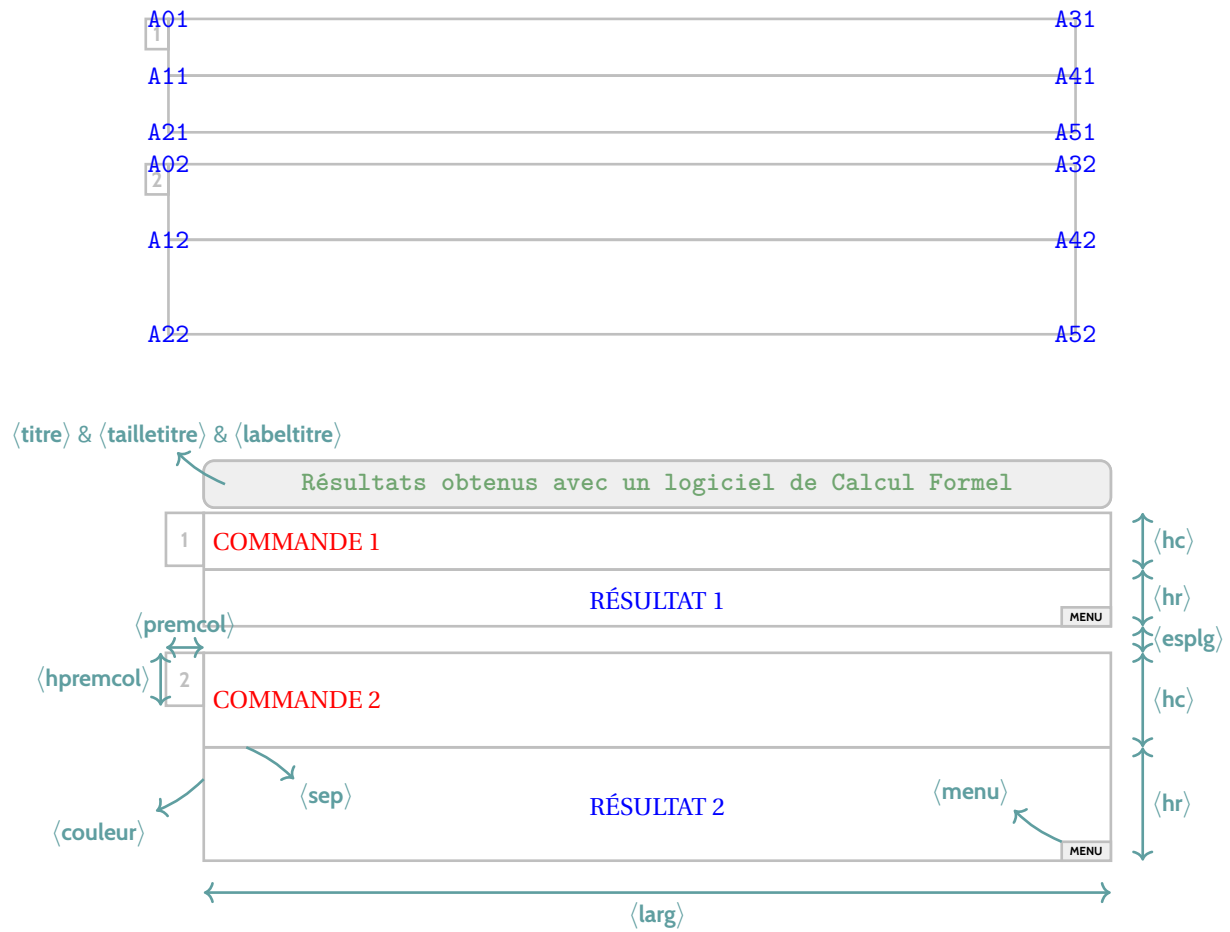 A01 A31
1
A11 A41
A21 A51
A02 A32
2
A12 A42
A22 A52
⟨titre⟩ & ⟨tailletitre⟩ & ⟨labeltitre⟩
Résultats obtenus avec un logiciel de Calcul Formel
1 COMMANDE 1 ⟨hc⟩
RÉSULTAT 1 ⟨hr⟩
MENU
⟨premcol⟩
⟨esplg⟩
⟨hpremcol⟩ 2 COMMANDE 2 ⟨hc⟩
⟨sep⟩ RÉSULTAT 2 ⟨menu⟩ ⟨hr⟩
⟨couleur⟩
MENU
⟨larg⟩